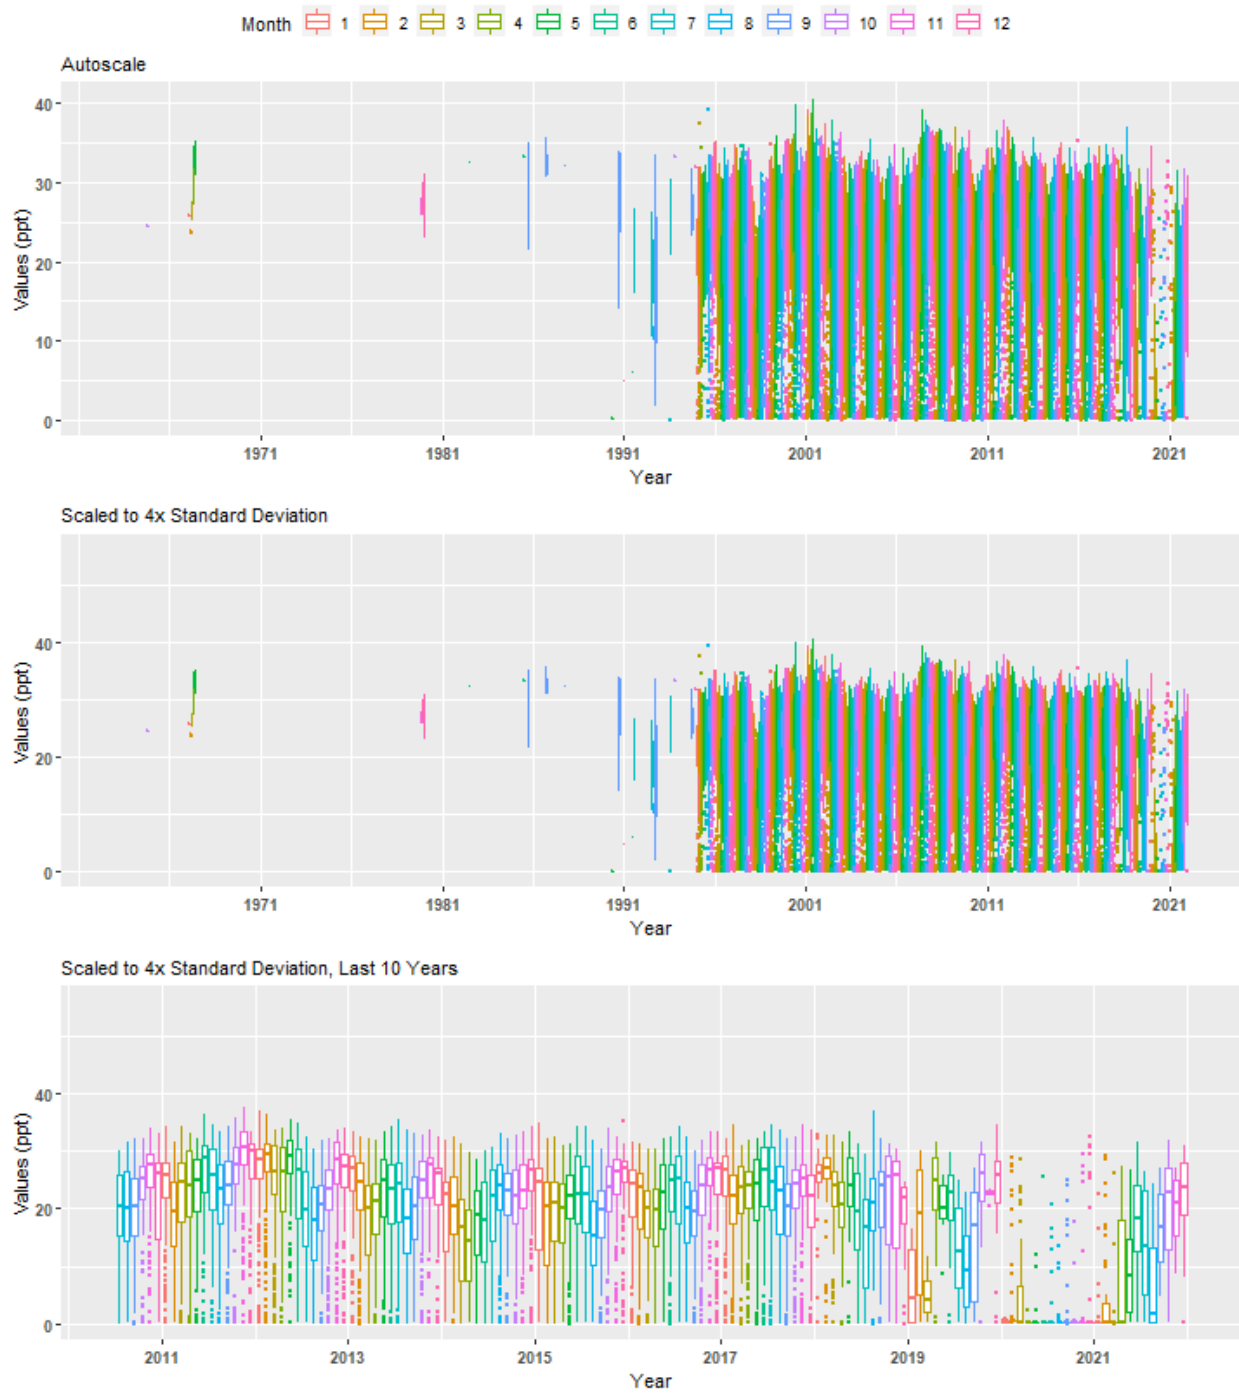 Month 1 2 3 4 5 6 7 8 9 10 11 12
Autoscale
Values (ppt)
40
30
20
10
0
1971 1981 1991 2001 2011 2021
Year
Scaled to 4x Standard Deviation
Values (ppt)
40
20
0
1971 1981 1991 2001 2011 2021
Year
Scaled to 4x Standard Deviation, Last 10 Years
Values (ppt)
40
20
0
2011 2013 2015 2017 2019 2021
Year